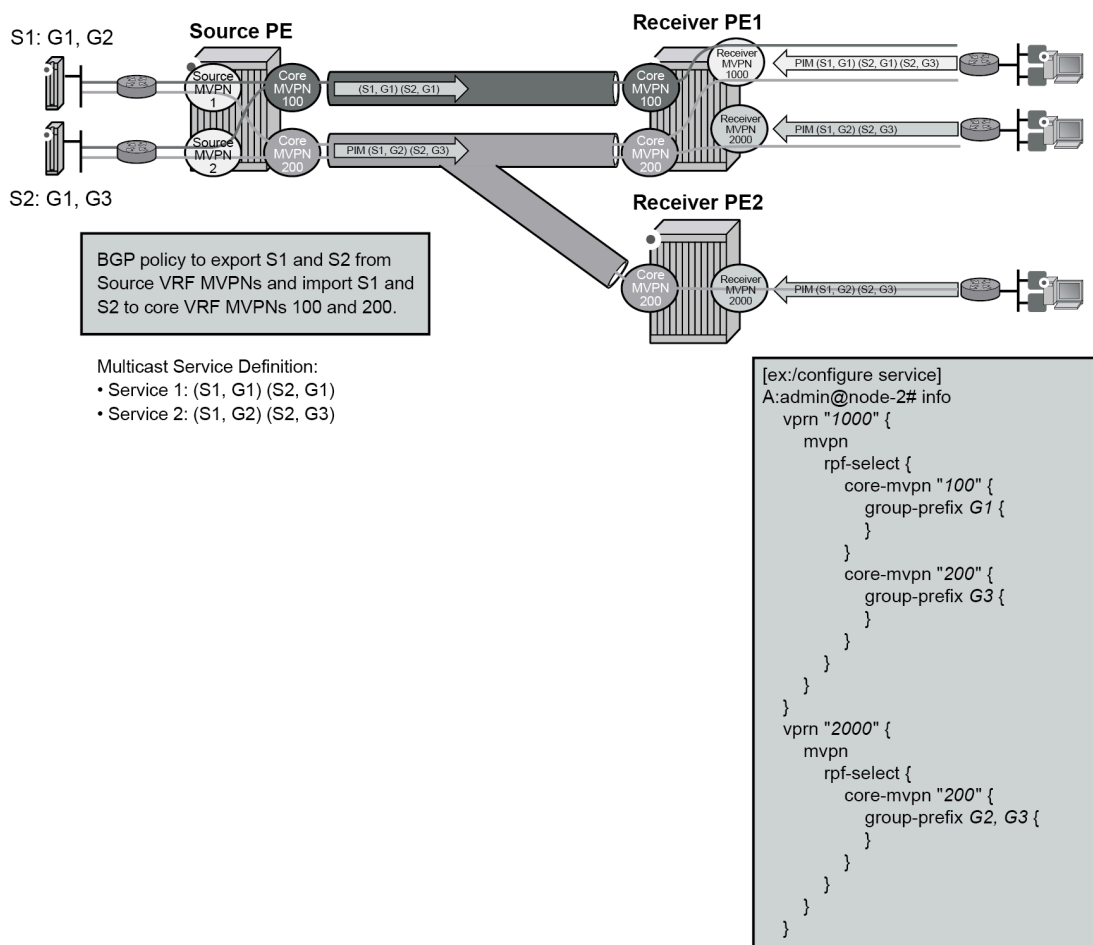 S1: G1, G2
Source PE
Receiver PE1
Source
MVPN
1
Core
MVPN
100
(S1, G1) (S2, G1)
Core
MVPN
100
Receiver
MVPN
1000
PIM (S1, G1) (S2, G1) (S2, G3)
Source
MVPN
2
Core
MVPN
200
PIM (S1, G2) (S2, G3)
Core
MVPN
200
Receiver
MVPN
2000
PIM (S1, G2) (S2, G3)
S2: G1, G3
Receiver PE2
Core
MVPN
200
Receiver
MVPN
2000
PIM (S1, G2) (S2, G3)
BGP policy to export S1 and S2 from
Source VRF MVPNs and import S1 and
S2 to core VRF MVPNs 100 and 200.
Multicast Service Definition:
• Service 1: (S1, G1) (S2, G1)
• Service 2: (S1, G2) (S2, G3)
[ex:/configure service]
A:admin@node-2# info
vprn "1000" {
mvpn
rpf-select {
core-mvpn "100" {
group-prefix G1 {
}
}
core-mvpn "200" {
group-prefix G3 {
}
}
}
}
}
vprn "2000" {
mvpn
rpf-select {
core-mvpn "200" {
group-prefix G2, G3 {
}
}
}
}
}